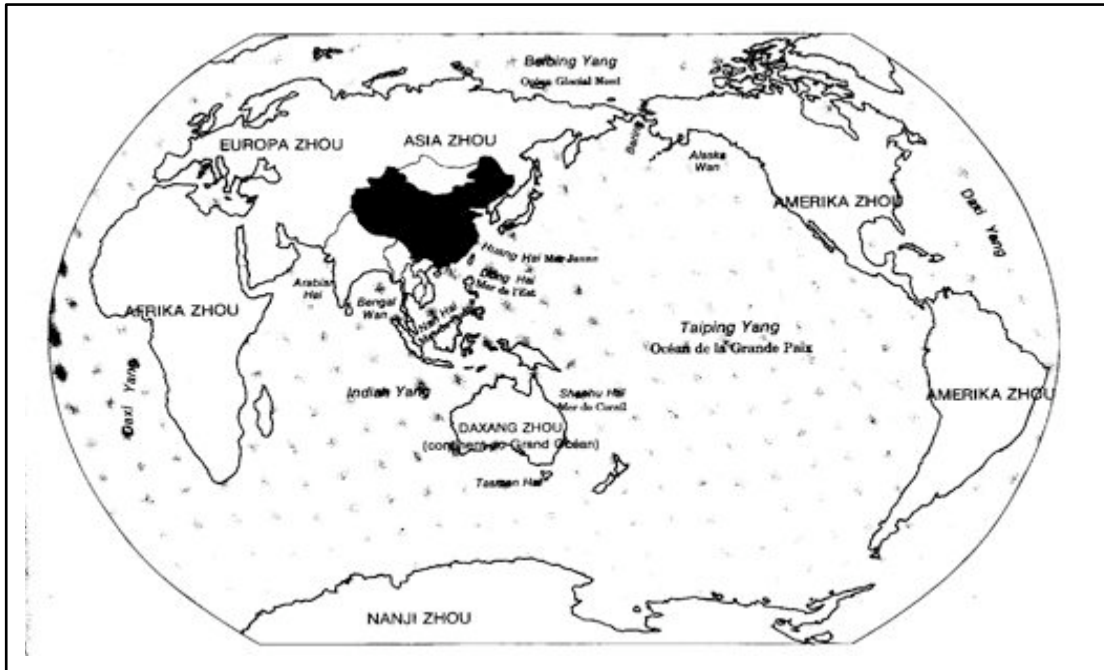 Beibing Yang
Océan Glacial Nord
EUROPA ZHOU
ASIA ZHOU
Béring
Alaska
Wan
AMERIKA ZHOU
Daxi Yang
Huang Hai Mer Jaune
Dong Hai
Mer de l'Est
Arabian
Hai
Bengal
Wan
Nan Hai
AFRIKA ZHOU
Taiping Yang
Océan de la Grande Paix
Daxi Yang
Indian Yang
Shanhu Hai
Mer de Corail
AMERIKA ZHOU
DAXANG ZHOU
(continent du Grand Océan)
Tasman Hai
NANJI ZHOU